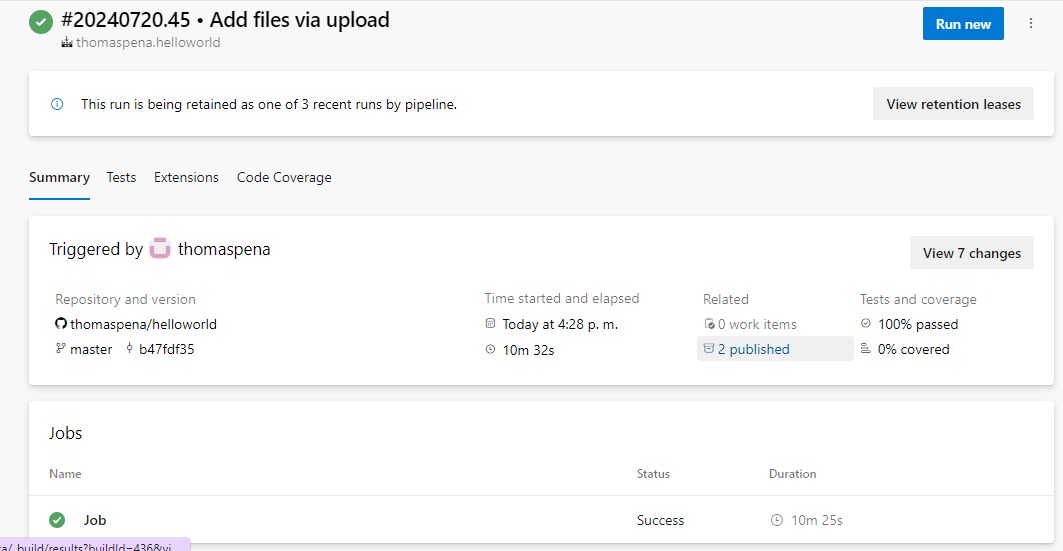 #20240720.45 • Add files via upload
Run new
thomaspena.helloworld
This run is being retained as one of 3 recent runs by pipeline.
View retention leases
Summary Tests Extensions Code Coverage
Triggered by thomaspena
View 7 changes
Repository and version
Time started and elapsed
Related
Tests and coverage
thomaspena/helloworld
Today at 4:28 p. m.
0 work items
100% passed
master b47fdf35
10m 32s
2 published
0% covered
Jobs
Name Status Duration
Job Success 10m 25s
/_build/results?buildId=436&vi...